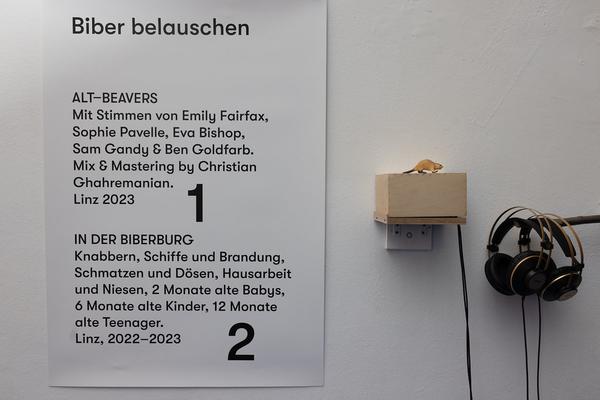 Biber belauschen
ALT–BEAVERS
Mit Stimmen von Emily Fairfax,
Sophie Pavelle, Eva Bishop,
Sam Gandy & Ben Goldfarb.
Mix & Mastering by Christian
Ghahremanian.
Linz 2023
1
IN DER BIBERBURG
Knabbern, Schiffe und Brandung,
Schmatzen und Dösen, Hausarbeit
und Niesen, 2 Monate alte Babys,
6 Monate alte Kinder, 12 Monate
alte Teenager.
Linz, 2022–2023
2